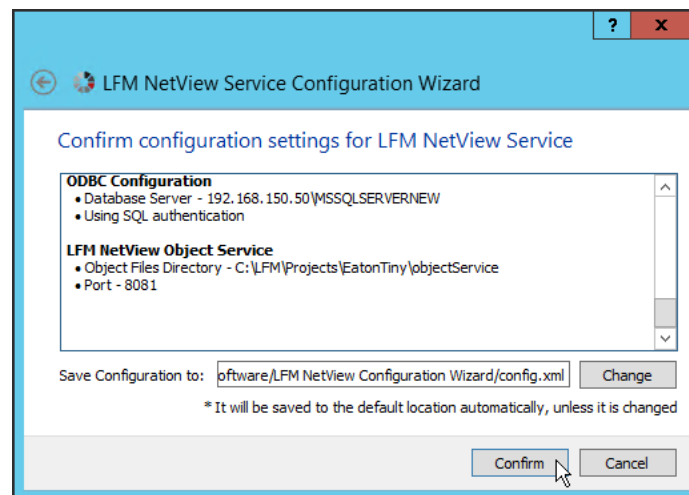 ? x
LFM NetView Service Configuration Wizard
Confirm configuration settings for LFM NetView Service
ODBC Configuration
• Database Server - 192.168.150.50\MSSQLSERVERNEW
• Using SQL authentication
LFM NetView Object Service
• Object Files Directory - C:\LFM\Projects\EatonTiny\objectService
• Port - 8081
Save Configuration to: oftware/LFM NetView Configuration Wizard/config.xml Change
* It will be saved to the default location automatically, unless it is changed
Confirm Cancel